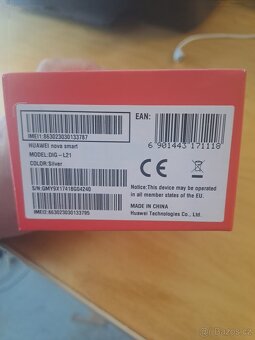 IMEI1:863023030133787
HUAWEI nova smart
MODEL:DIG-L21
COLOR:Silver
S/N:GMY9X17418G04240
IMEI2:863023030133795
EAN:
6 901443 171118
CE
Notice:This device may be operated
in all member states of the EU.
MADE IN CHINA
Huawei Technologies Co., Ltd.